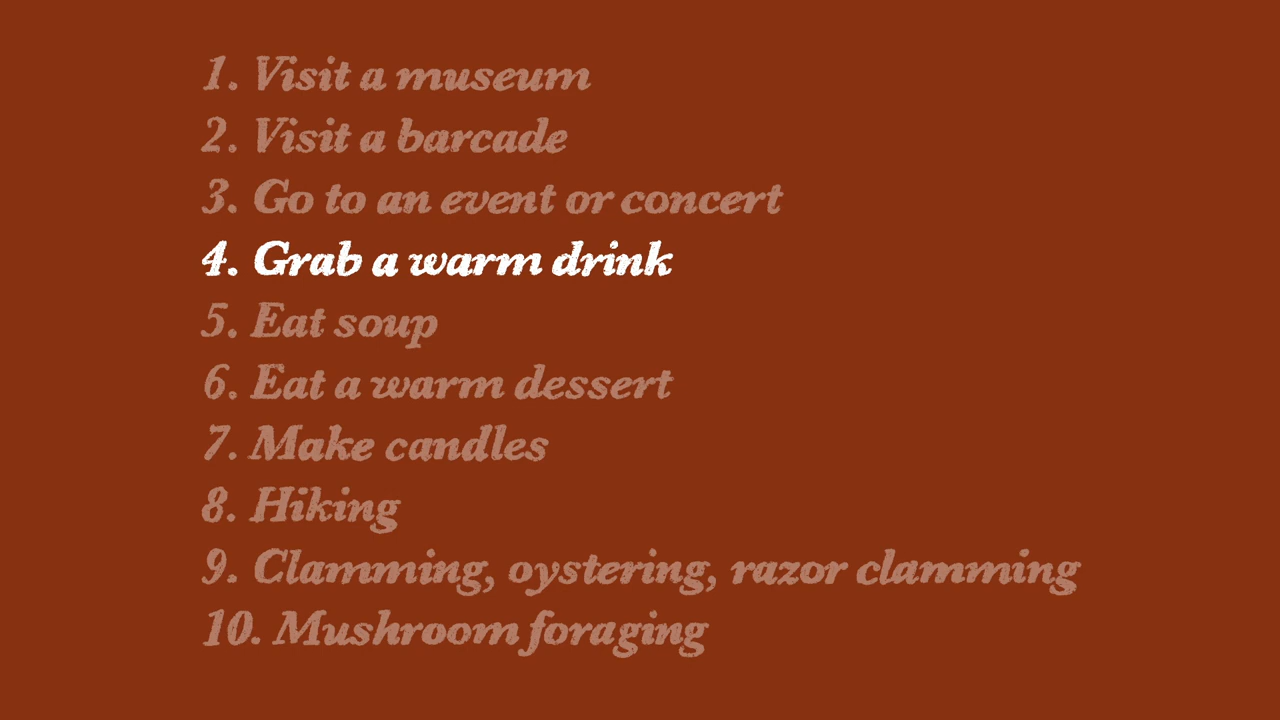 1. Visit a museum
2. Visit a barcade
3. Go to an event or concert
4. Grab a warm drink
5. Eat soup
6. Eat a warm dessert
7. Make candles
8. Hiking
9. Clamming, oystering, razor clamming
10. Mushroom foraging